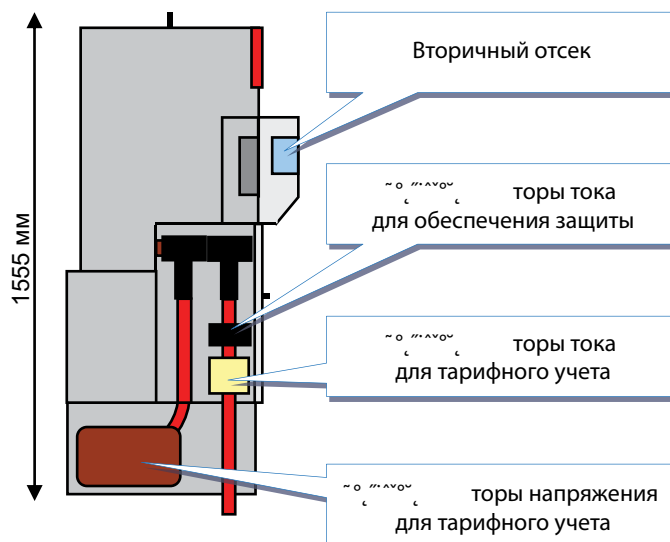 Вторичный отсек
торы тока
для обеспечения защиты
1555 мм
торы тока
для тарифного учета
торы напряжения
для тарифного учета